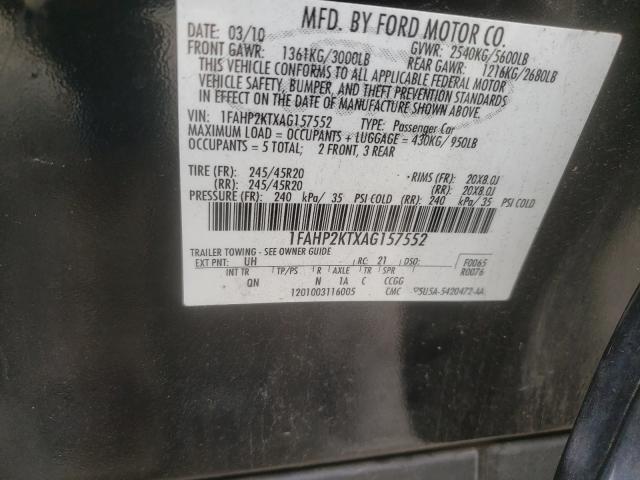 MFD. BY FORD MOTOR CO.
DATE: 03/10 GVWR: 2540KG/5600LB
FRONT GAWR: 1361KG/3000LB REAR GAWR: 1216KG/2680LB
THIS VEHICLE CONFORMS TO ALL APPLICABLE FEDERAL MOTOR
VEHICLE SAFETY, BUMPER, AND THEFT PREVENTION STANDARDS
IN EFFECT ON THE DATE OF MANUFACTURE SHOWN ABOVE.
VIN: 1FAHP2KTXAG157552 TYPE: Passenger Car
MAXIMUM LOAD = OCCUPANTS + LUGGAGE = 430KG/950LB
OCCUPANTS = 5 TOTAL; 2 FRONT, 3 REAR
TIRE (FR): 245/45R20 RIMS (FR): 20X8.0J
(RR): 245/45R20 (RR): 20X8.0J
PRESSURE (FR): 240 kPa/ 35 PSI COLD (RR): 240 kPa/ 35 PSI COLD
1FAHP2KTXAG157552
TRAILER TOWING - SEE OWNER GUIDE
EXT PNT: UH RC: 21 DSO: F0065
INT TR TP/PS R AXLE TR SPR R0076
QN N 1A C CCGG
1201003116005 CMC 5U5A-5420472-AA